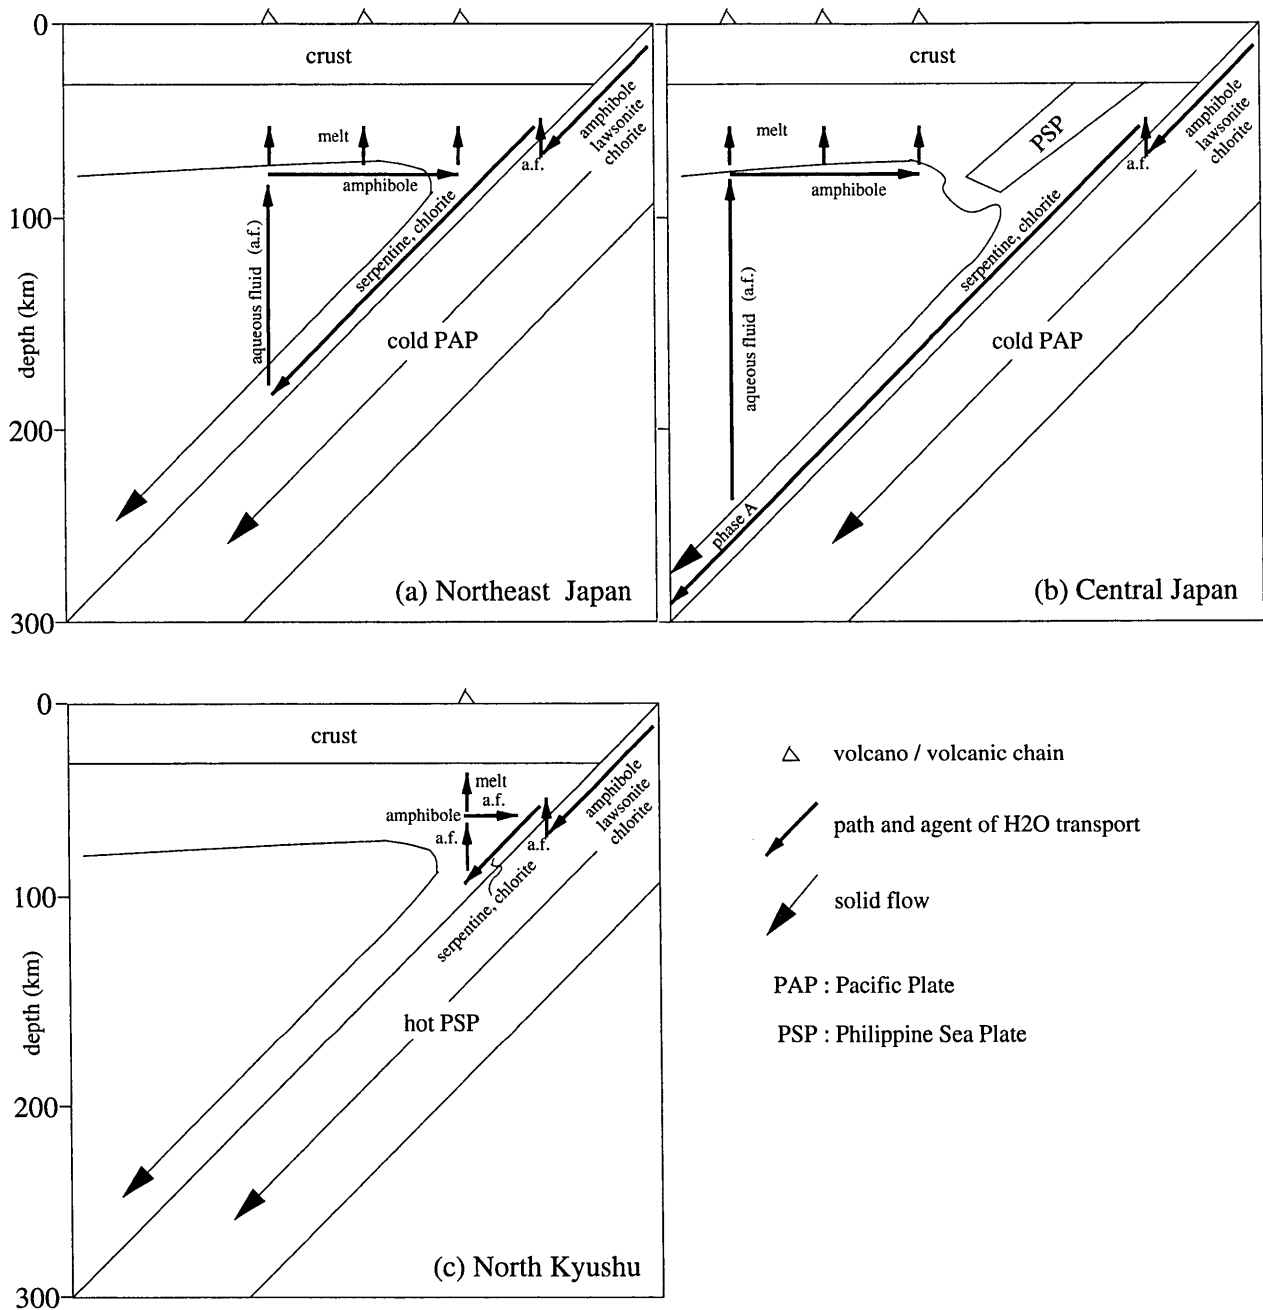 0
crust
melt
amphibole
aqueous fluid (a.f.)
serpentine, chlorite
a.f.
amphibole
lawsonite
chlorite
100
depth (km)
cold PAP
200
(a) Northeast Japan
300
crust
PSP
melt
amphibole
aqueous fluid (a.f.)
serpentine, chlorite
a.f.
amphibole
lawsonite
chlorite
cold PAP
phase A
(b) Central Japan
0
crust
melt
a.f.
amphibole
a.f.
a.f.
amphibole
lawsonite
chlorite
serpentine, chlorite
100
depth (km)
hot PSP
200
(c) North Kyushu
300
volcano / volcanic chain
path and agent of H2O transport
solid flow
PAP : Pacific Plate
PSP : Philippine Sea Plate